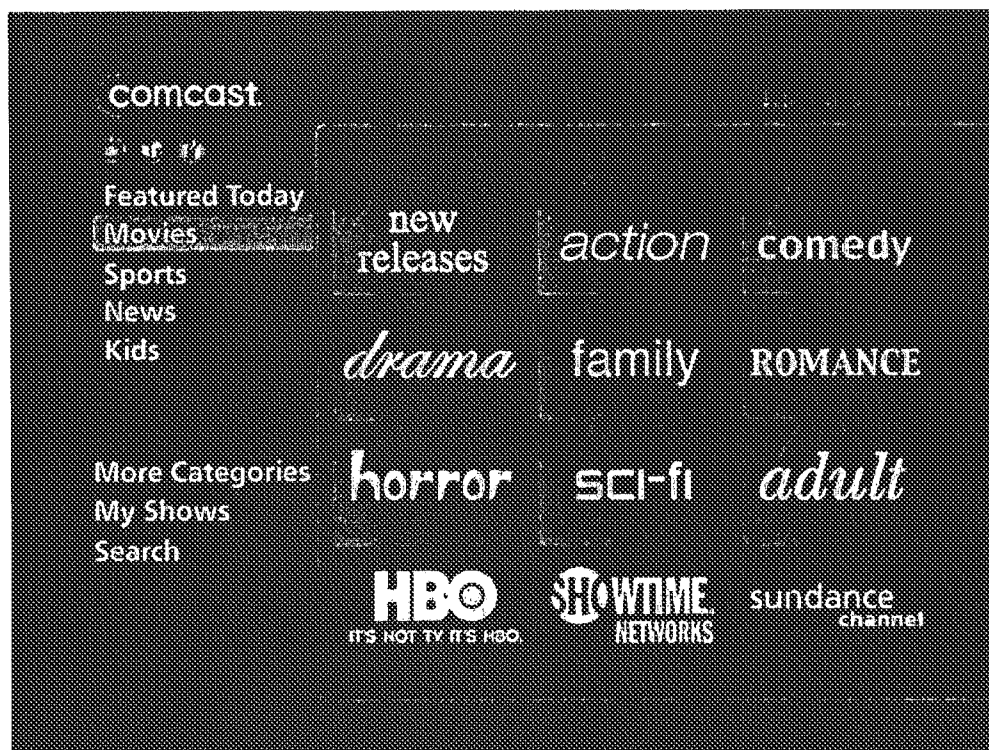 comcast.
Featured Today
Movies
Sports
News
Kids
More Categories
My Shows
Search
new
releases
action
comedy
drama
family
ROMANCE
horror
sci-fi
adult
HBO
IT'S NOT TV IT'S HBO.
SHOWTIME.
NETWORKS
sundance
channel